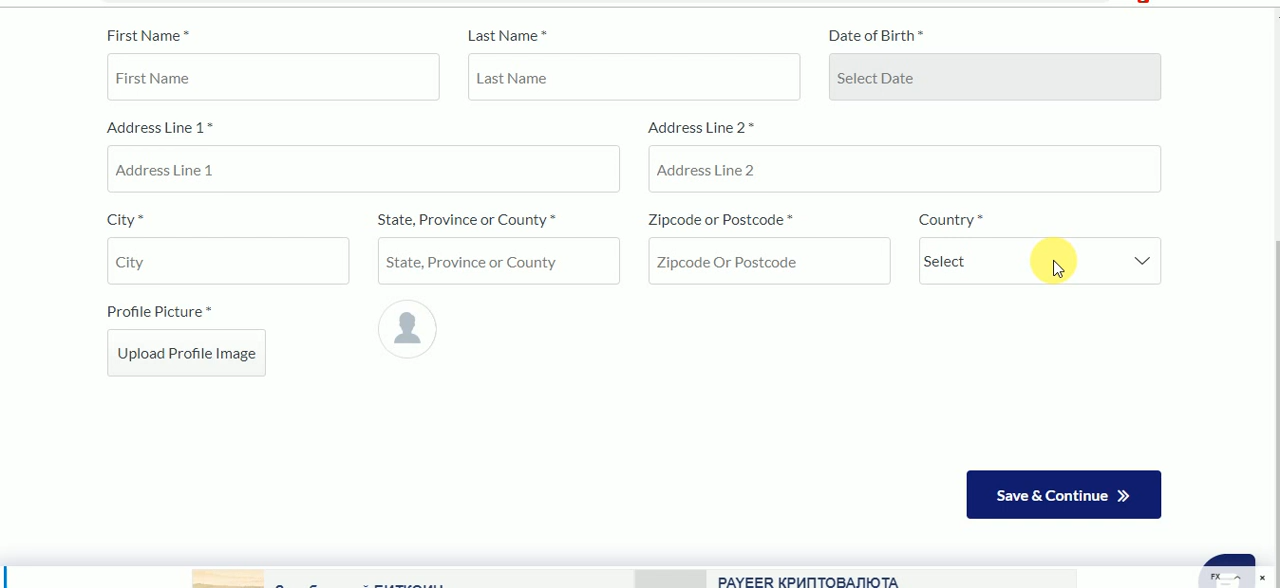 First Name *
Last Name *
Date of Birth *
First Name
Last Name
Select Date
Address Line 1 *
Address Line 2 *
Address Line 1
Address Line 2
City *
State, Province or County *
Zipcode or Postcode *
Country *
City
State, Province or County
Zipcode Or Postcode
Select
Profile Picture *
Upload Profile Image
Save & Continue
FX
PAYEER КРИПТОВАЛЮТА